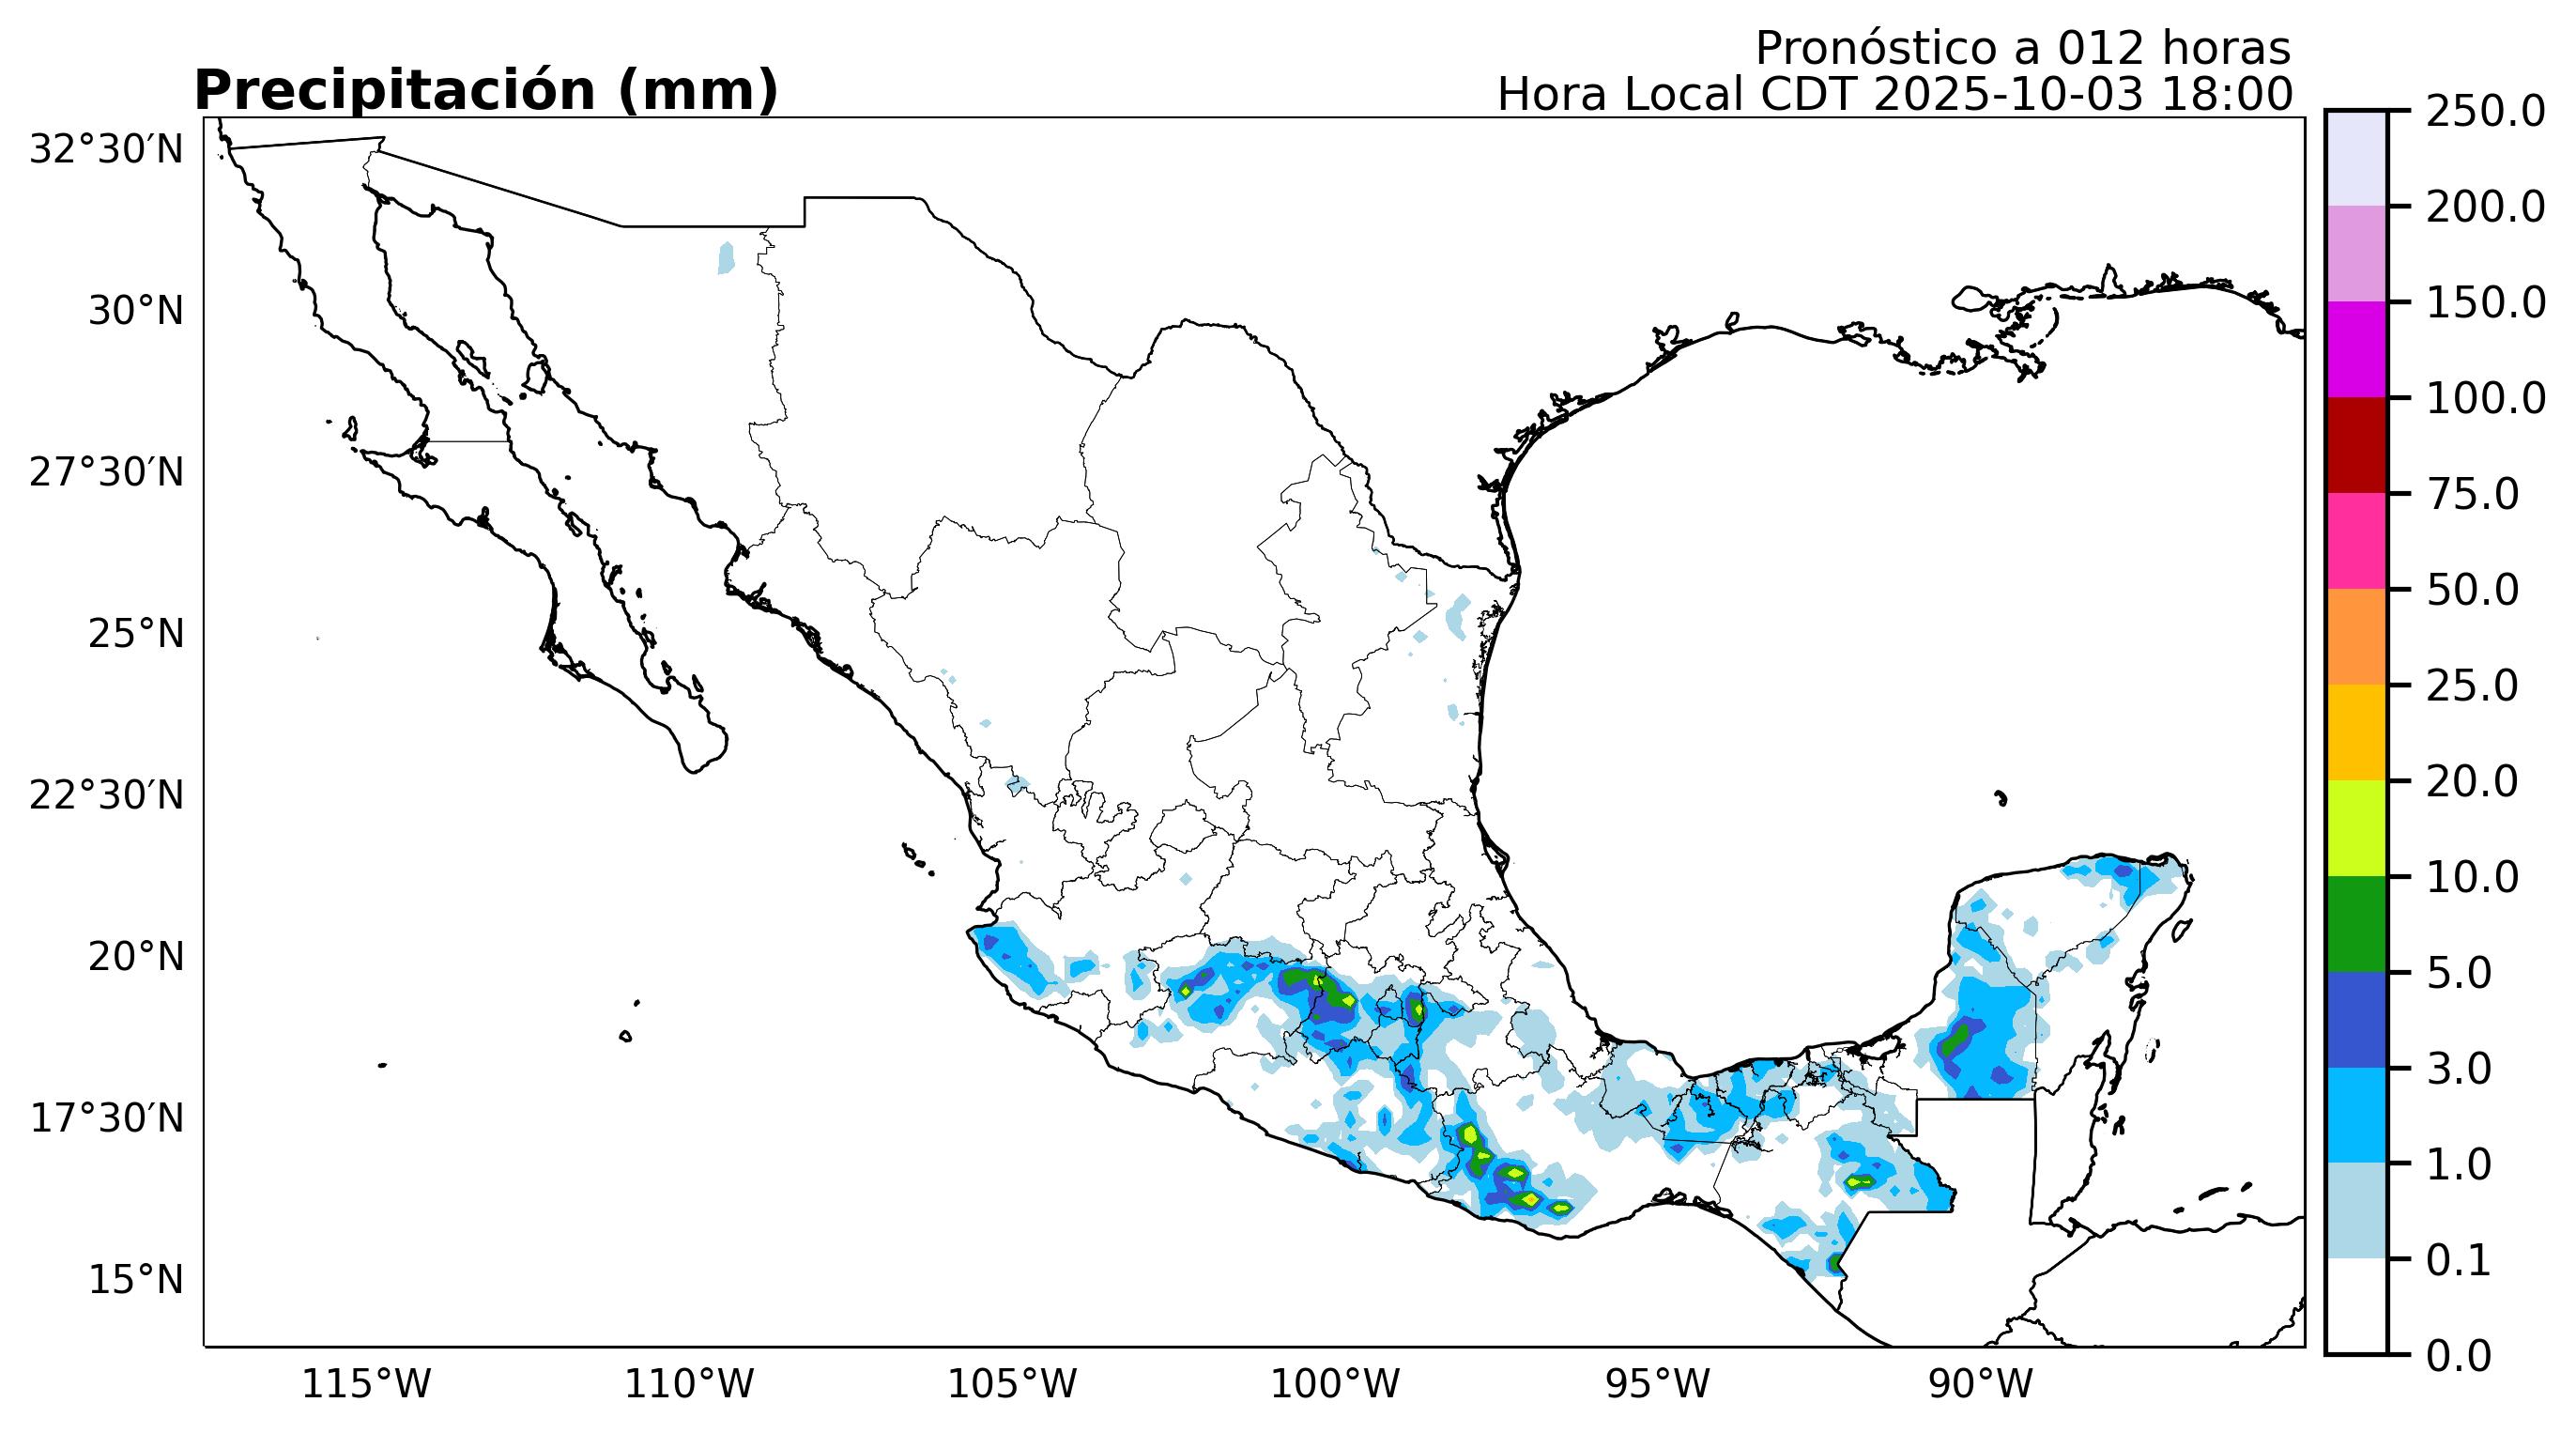 Pronóstico a 012 horas
Precipitación (mm)
Hora Local CDT 2025-10-03 18:00
32°30′N
30°N
27°30′N
25°N
22°30′N
20°N
17°30′N
15°N
115°W
110°W
105°W
100°W
95°W
90°W
250.0
200.0
150.0
100.0
75.0
50.0
25.0
20.0
10.0
5.0
3.0
1.0
0.1
0.0